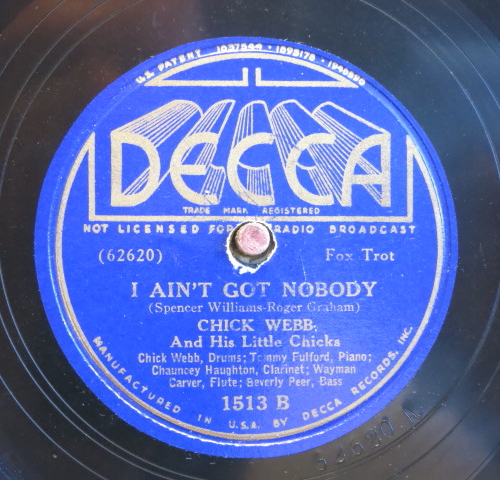 U.S. PATENT 1637544 · 1625176 · 1940890
DECCA
TRADE MARK REGISTERED
NOT LICENSED FOR RADIO BROADCAST
(62620) Fox Trot
I AIN'T GOT NOBODY
(Spencer Williams-Roger Graham)
CHICK WEBB,
And His Little Chicks
Chick Webb, Drums; Tommy Fulford, Piano;
Chauncey Haughton, Clarinet; Wayman
Carver, Flute; Beverly Peer, Bass
1513 B
MANUFACTURED IN U.S.A. BY DECCA RECORDS, INC.